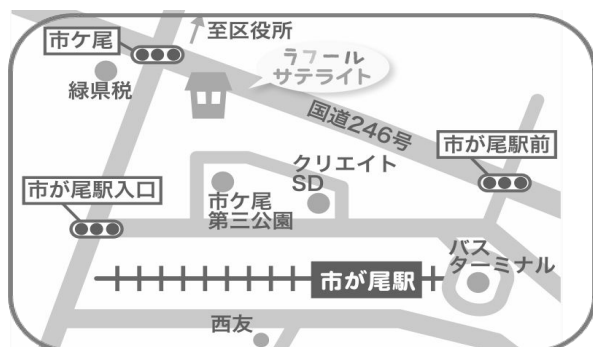 市ケ尾
至区役所
ラフール
サテライト
緑県税
国道246号
市が尾駅前
クリエイト
SD
市が尾駅入口
市ケ尾
第三公園
バス
ターミナル
市が尾駅
西友